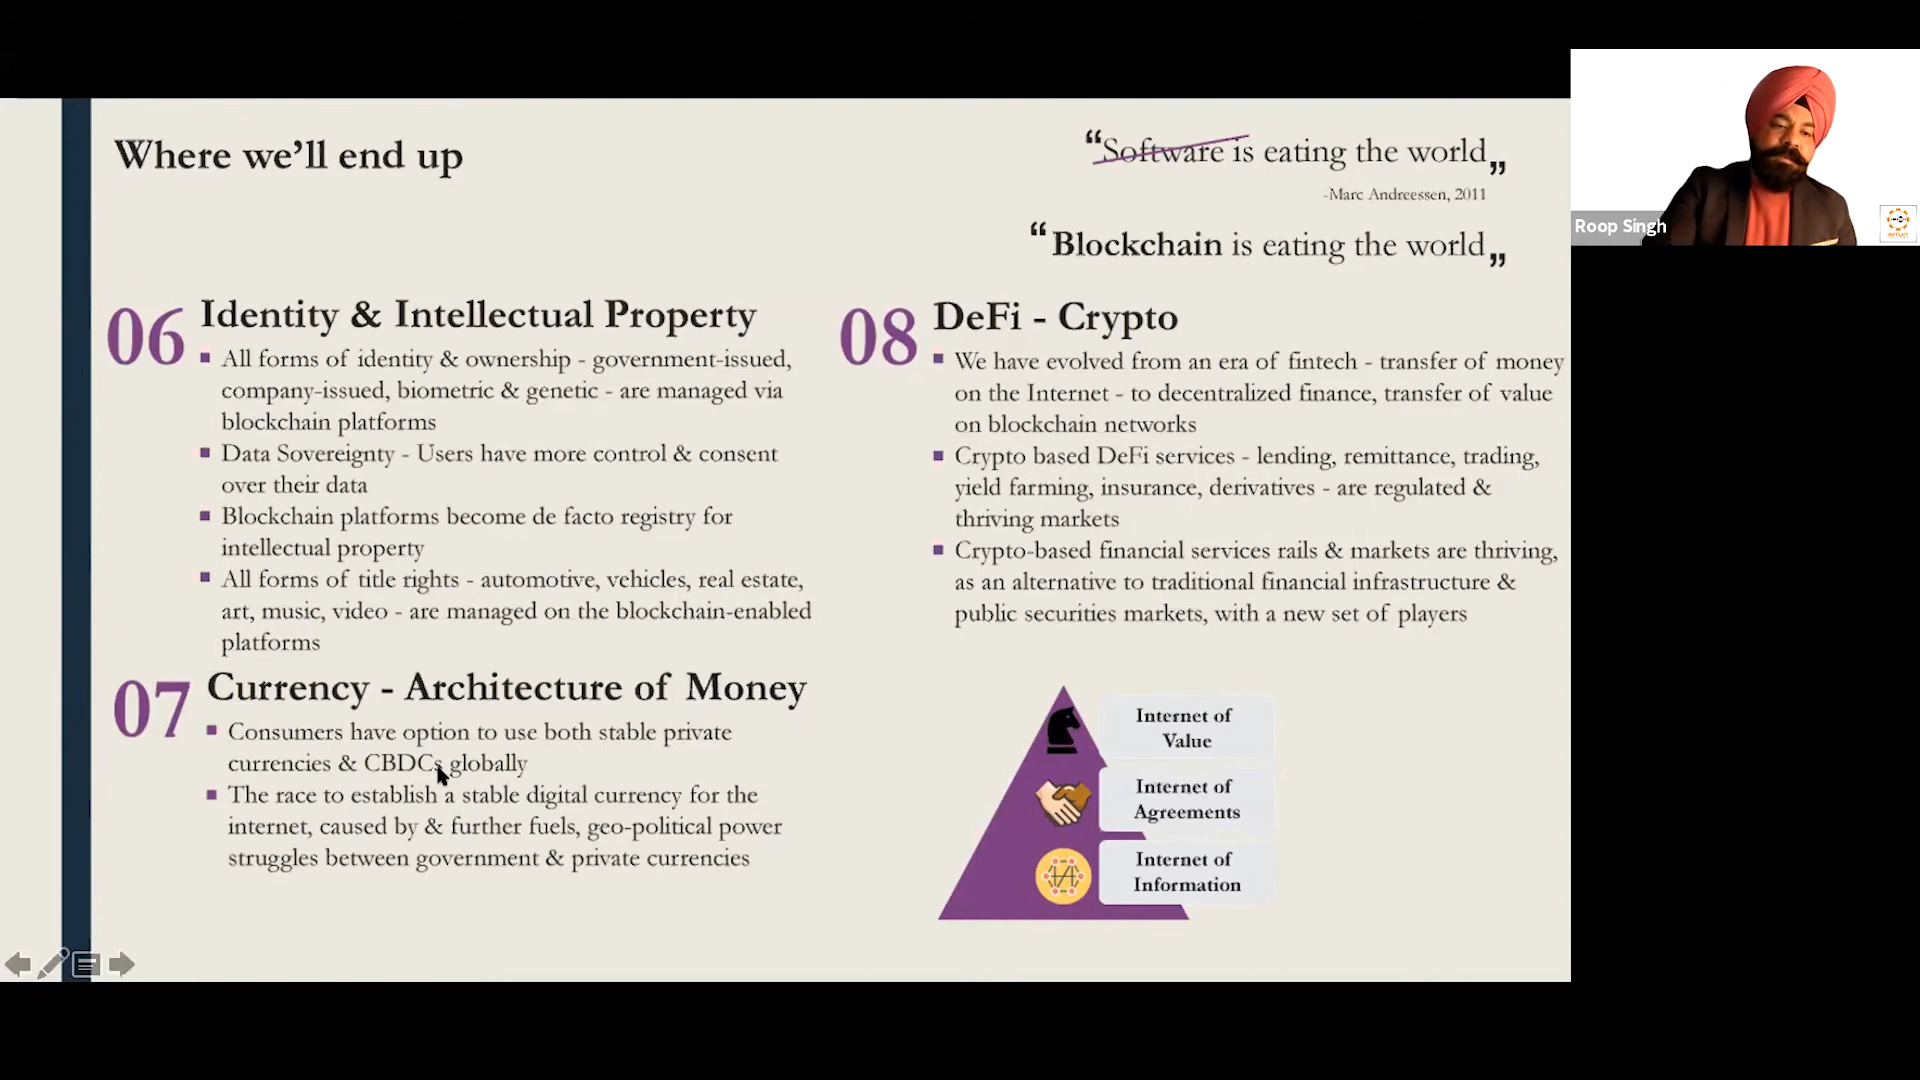 Where we'll end up
“Software is eating the world„
-Marc Andreessen, 2011
“Blockchain is eating the world„
06 Identity & Intellectual Property
▪ All forms of identity & ownership - government-issued,
company-issued, biometric & genetic - are managed via
blockchain platforms
▪ Data Sovereignty - Users have more control & consent
over their data
▪ Blockchain platforms become de facto registry for
intellectual property
▪ All forms of title rights - automotive, vehicles, real estate,
art, music, video - are managed on the blockchain-enabled
platforms
07 Currency - Architecture of Money
▪ Consumers have option to use both stable private
currencies & CBDCs globally
▪ The race to establish a stable digital currency for the
internet, caused by & further fuels, geo-political power
struggles between government & private currencies
08 DeFi - Crypto
▪ We have evolved from an era of fintech - transfer of money
on the Internet - to decentralized finance, transfer of value
on blockchain networks
▪ Crypto based DeFi services - lending, remittance, trading,
yield farming, insurance, derivatives - are regulated &
thriving markets
▪ Crypto-based financial services rails & markets are thriving,
as an alternative to traditional financial infrastructure &
public securities markets, with a new set of players
Internet of
Value
Internet of
Agreements
Internet of
Information
Roop Singh